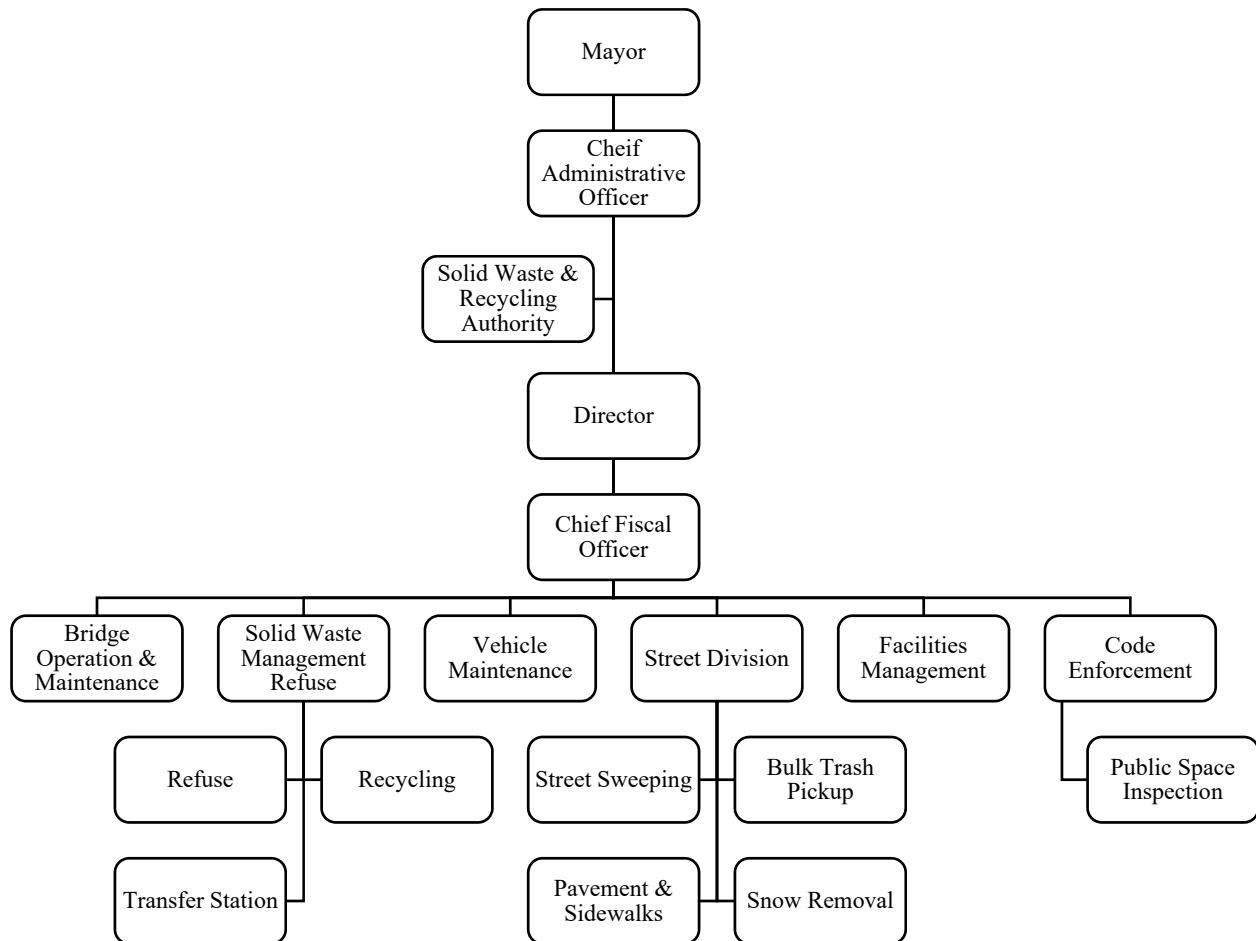 Mayor
Cheif
Administrative
Officer
Solid Waste &
Recycling
Authority
Director
Chief Fiscal
Officer
Bridge
Operation &
Maintenance
Solid Waste
Management
Refuse
Vehicle
Maintenance
Street Division
Facilities
Management
Code
Enforcement
Refuse
Recycling
Street Sweeping
Bulk Trash
Pickup
Public Space
Inspection
Transfer Station
Pavement &
Sidewalks
Snow Removal